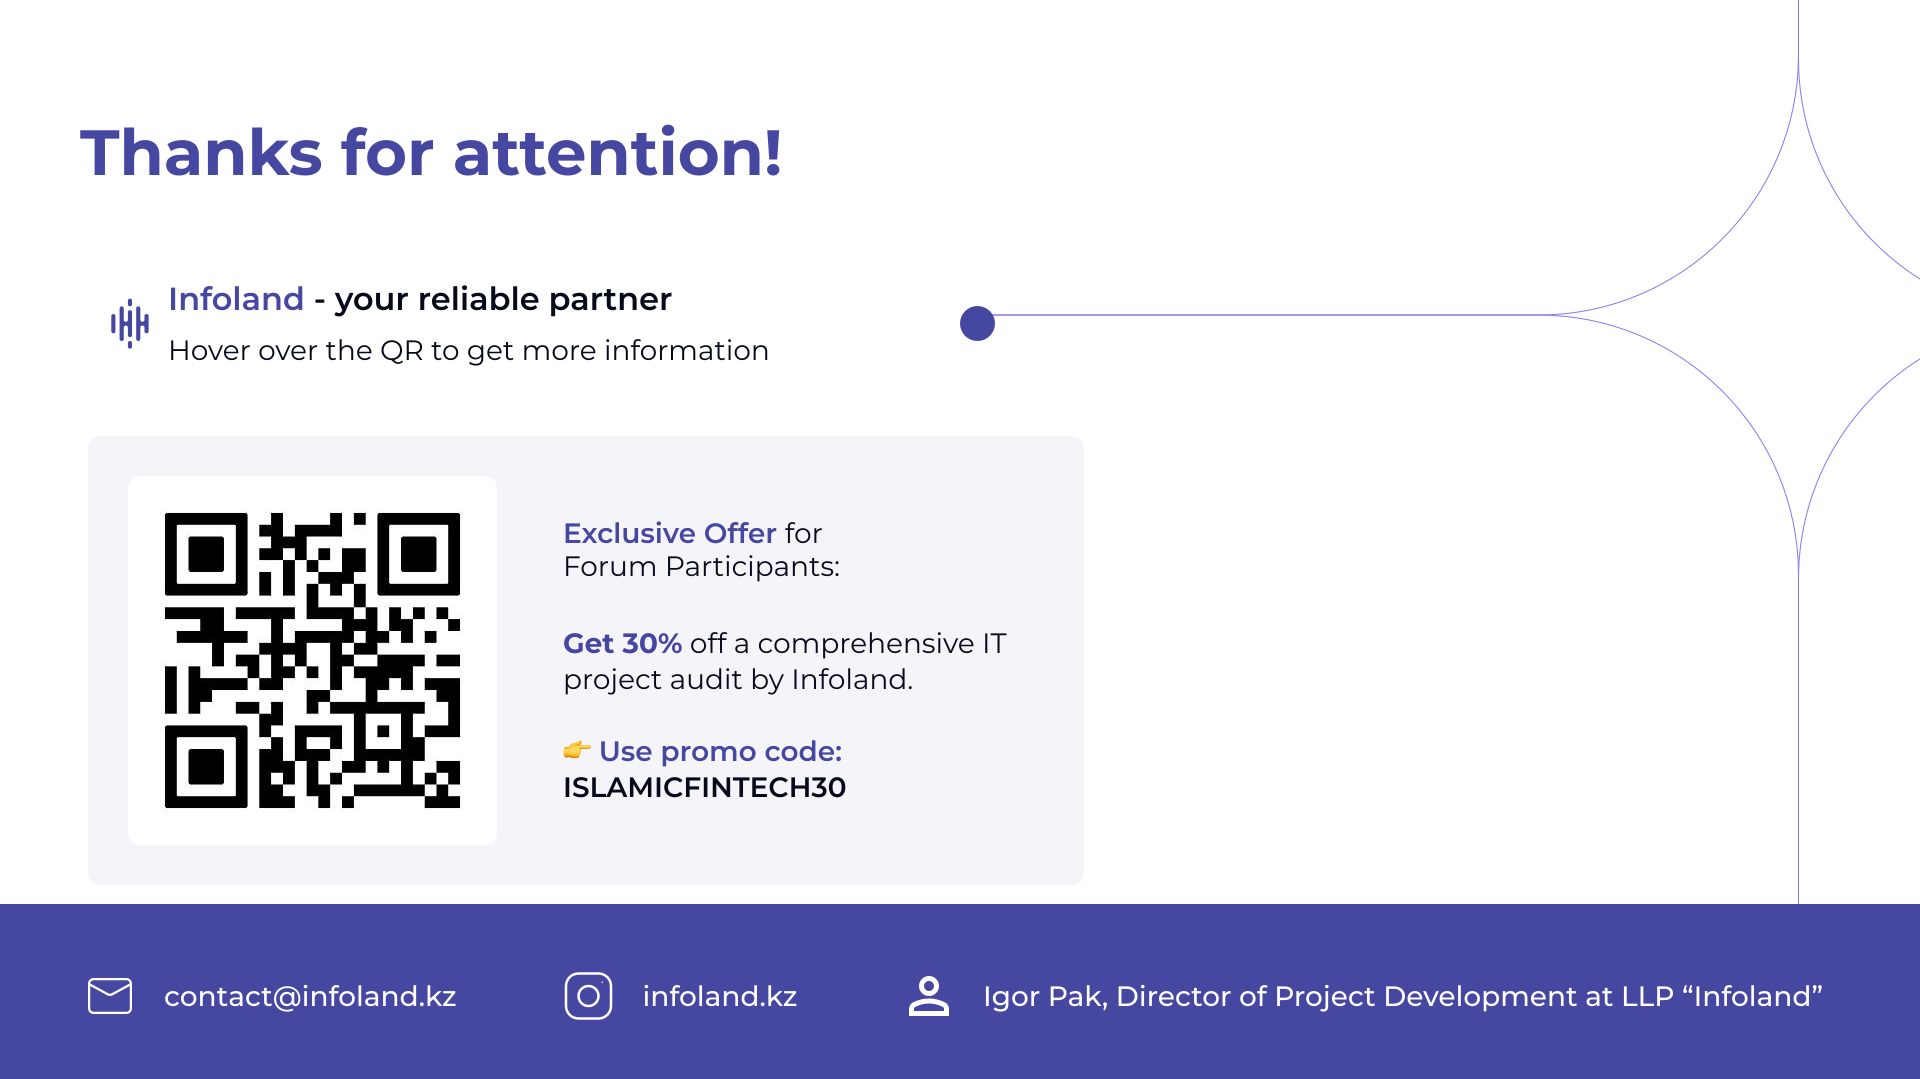 Thanks for attention!
Infoland - your reliable partner
Hover over the QR to get more information
Exclusive Offer for
Forum Participants:
Get 30% off a comprehensive IT
project audit by Infoland.
👉 Use promo code:
ISLAMICFINTECH30
contact@infoland.kz
infoland.kz
Igor Pak, Director of Project Development at LLP “Infoland”